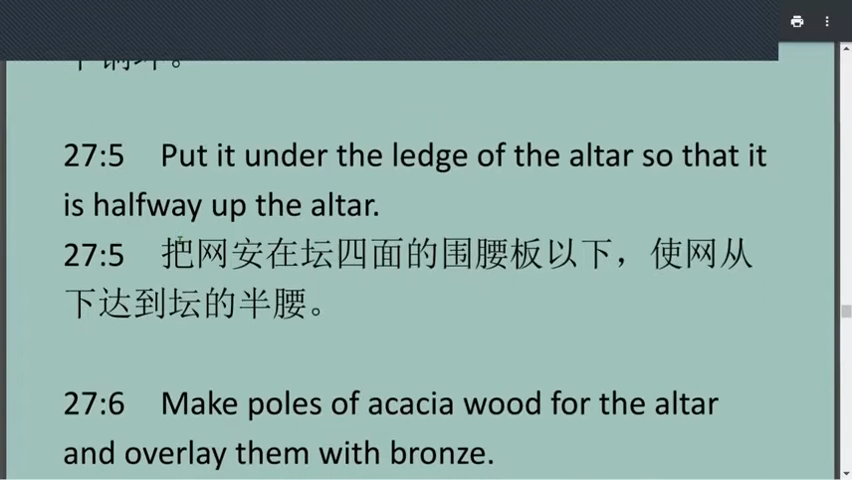 27:5 Put it under the ledge of the altar so that it
is halfway up the altar.
27:5 把网安在坛四面的围腰板以下，使网从
下达到坛的半腰。
27:6 Make poles of acacia wood for the altar
and overlay them with bronze.